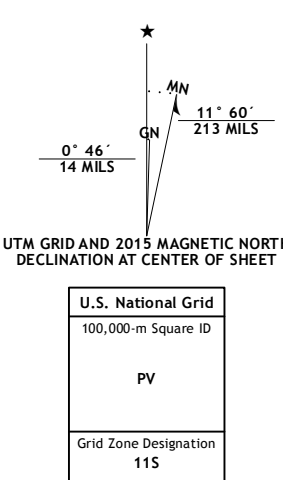 ★
MN
11° 60´
213 MILS
GN
0° 46´
14 MILS
UTM GRID AND 2015 MAGNETIC NORTH
DECLINATION AT CENTER OF SHEET
U.S. National Grid
100,000-m Square ID
PV
Grid Zone Designation
11S